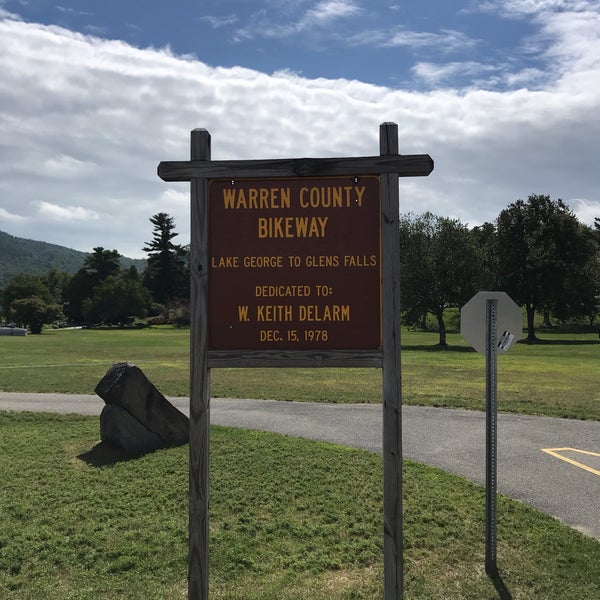 WARREN COUNTY
BIKEWAY
LAKE GEORGE TO GLENS FALLS
DEDICATED TO:
W. KEITH DELARM
DEC. 15, 1978